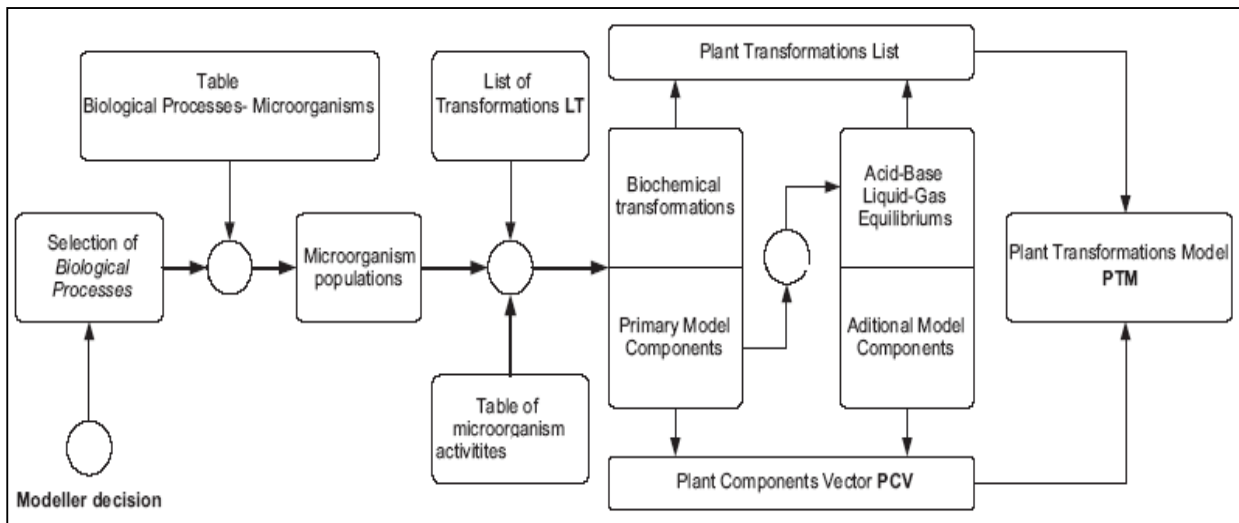 Table
Biological Processes- Microorganisms
List of
Transformations LT
Plant Transformations List
Selection of
Biological
Processes
Microorganism
populations
Biochemical
transformations
Acid-Base
Liquid-Gas
Equilibriums
Plant Transformations Model
PTM
Primary Model
Components
Aditional Model
Components
Table of
microorganism
activitites
Plant Components Vector PCV
Modeller decision